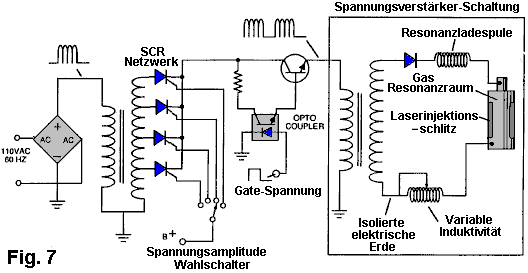 Spannungsverstärker-Schaltung
SCR
Netzwerk
Resonanzladespule
Gas
Resonanzraum
Laserinjektions-
-schlitz
OPTO
COUPLER
+
AC AC
-
110VAC
60 HZ
Gate-Spannung
B+
Spannungsamplitude
Wahlschalter
Isolierte
elektrische
Erde
Variable
Induktivität
Fig. 7